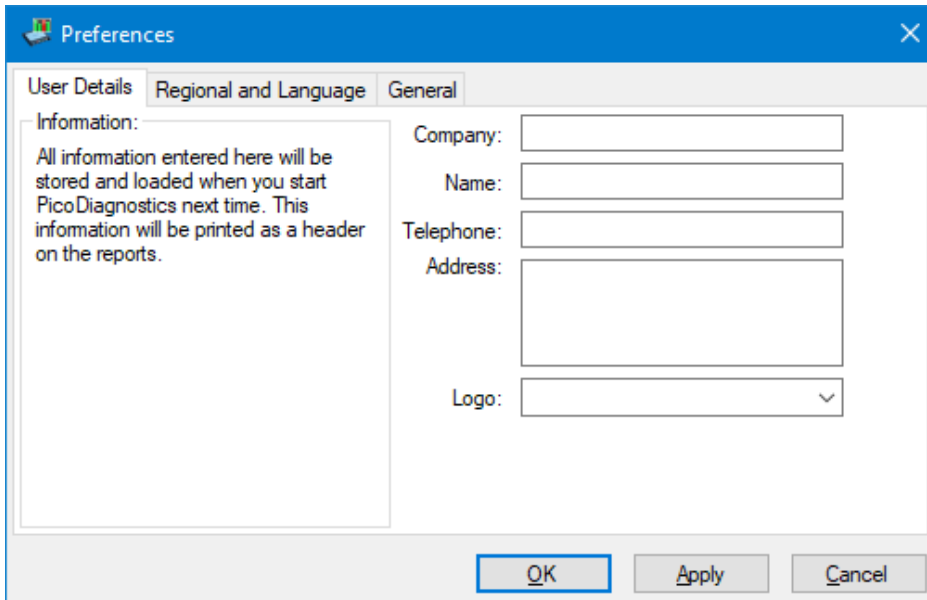 Preferences
User Details
Regional and Language
General
Information:
All information entered here will be
stored and loaded when you start
PicoDiagnostics next time. This
information will be printed as a header
on the reports.
Company:
Name:
Telephone:
Address:
Logo:
OK
Apply
Cancel